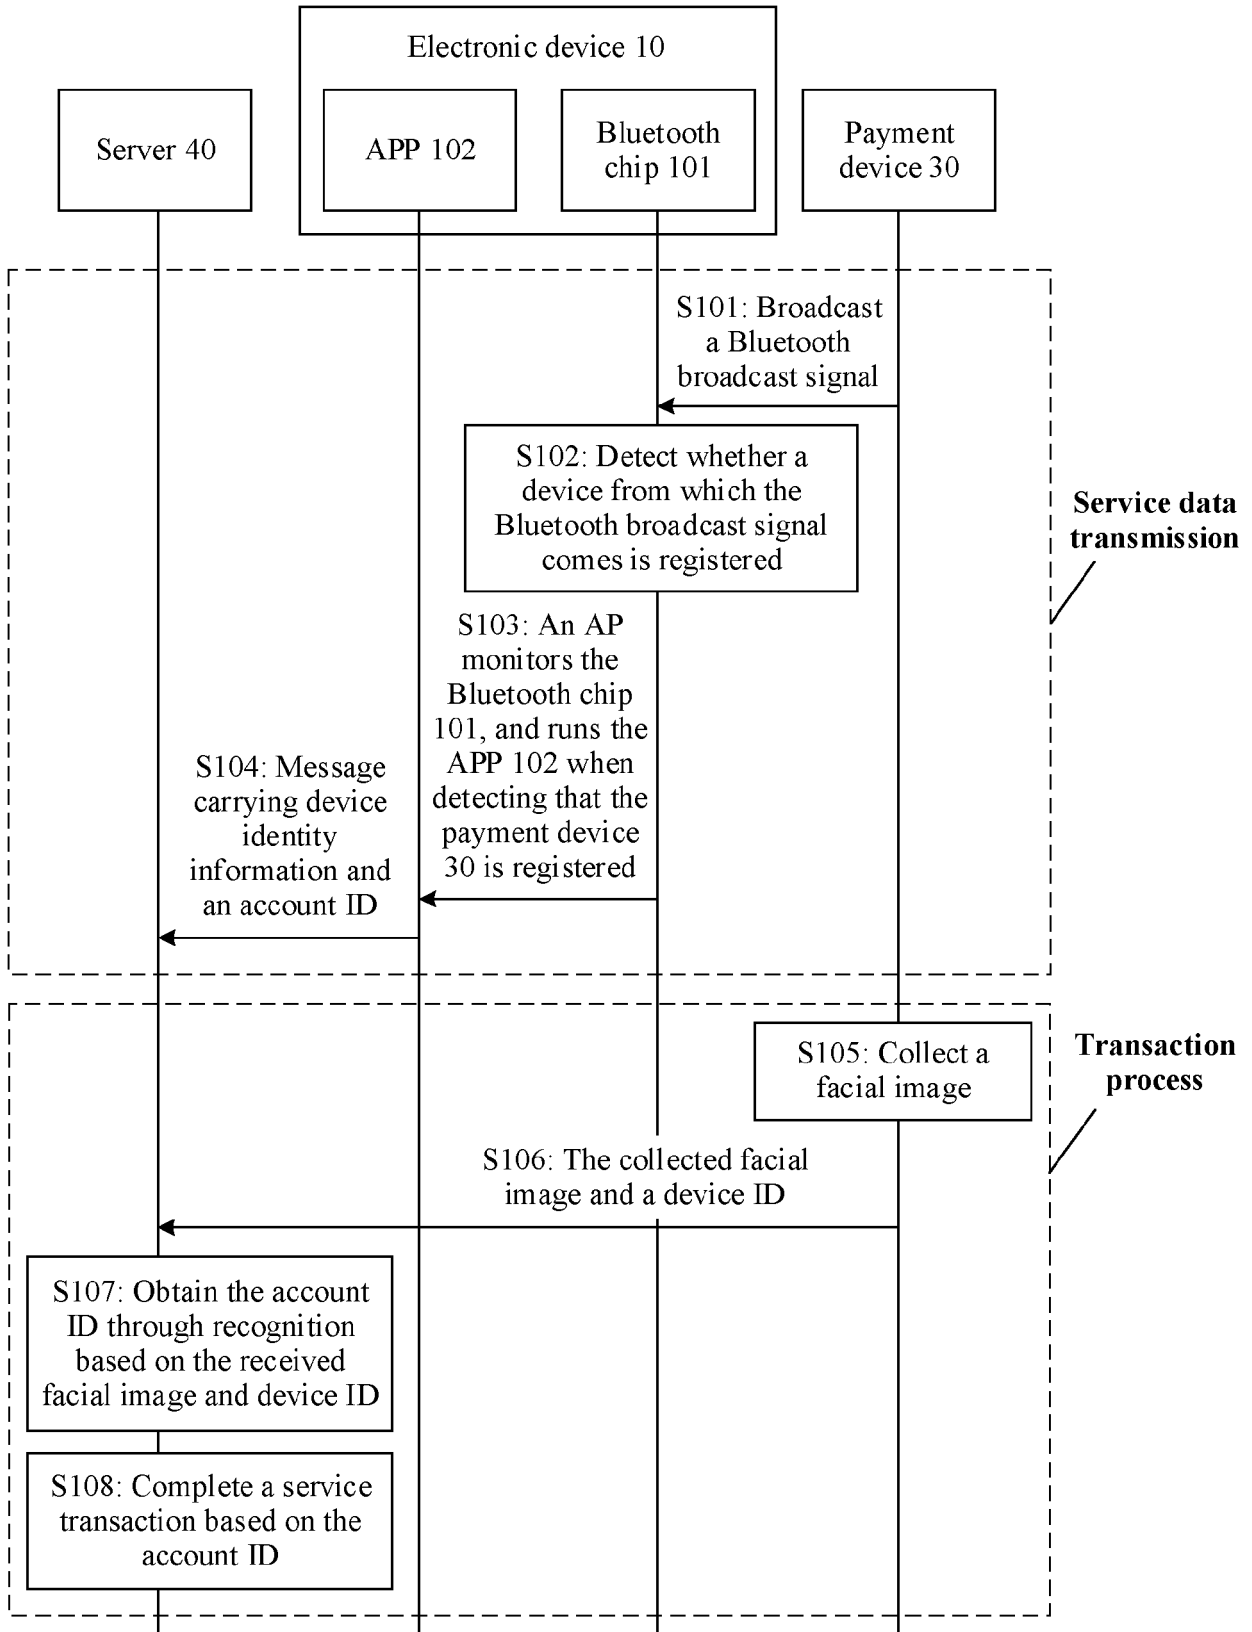 Electronic device 10
Server 40
APP 102
Bluetooth
chip 101
Payment
device 30
S101: Broadcast
a Bluetooth
broadcast signal
S102: Detect whether a
device from which the
Bluetooth broadcast signal
comes is registered
Service data
transmission
S103: An AP
monitors the
Bluetooth chip
101, and runs the
APP 102 when
detecting that the
payment device
30 is registered
S104: Message
carrying device
identity
information and
an account ID
S105: Collect a
facial image
Transaction
process
S106: The collected facial
image and a device ID
S107: Obtain the account
ID through recognition
based on the received
facial image and device ID
S108: Complete a service
transaction based on the
account ID